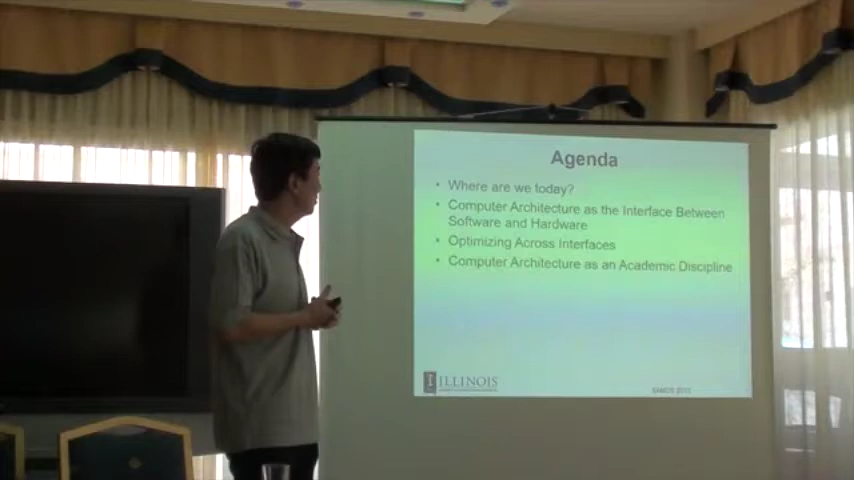 Agenda
• Where are we today?
• Computer Architecture as the Interface Between
Software and Hardware
• Optimizing Across Interfaces
• Computer Architecture as an Academic Discipline
I ILLINOIS